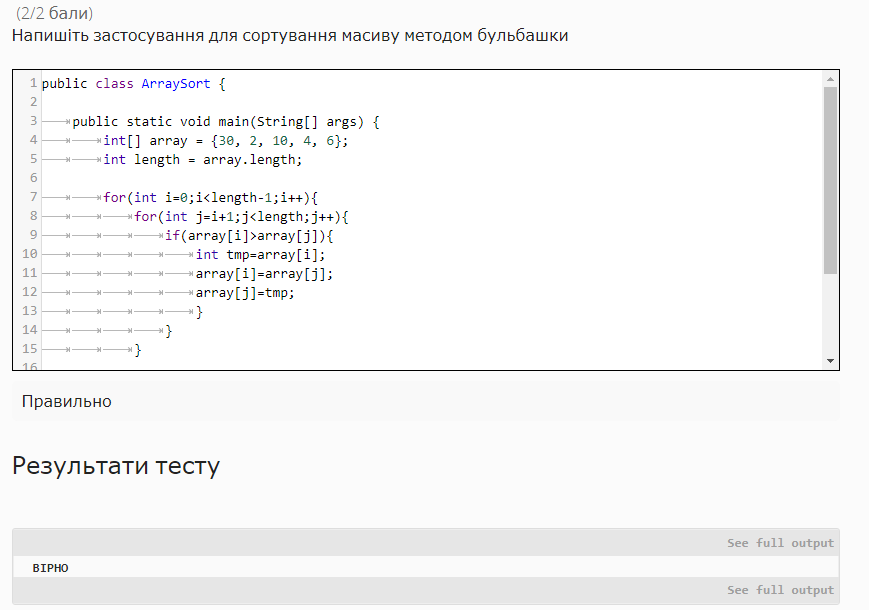 (2/2 бали)
Напишіть застосування для сортування масиву методом бульбашки
1 public class ArraySort {
2
3 public static void main(String[] args) {
4 int[] array = {30, 2, 10, 4, 6};
5 int length = array.length;
6
7 for(int i=0;i<length-1;i++){
8 for(int j=i+1;j<length;j++){
9 if(array[i]>array[j]){
10 int tmp=array[i];
11 array[i]=array[j];
12 array[j]=tmp;
13 }
14 }
15 }
16
Правильно
Результати тесту
See full output
ВІРНО
See full output